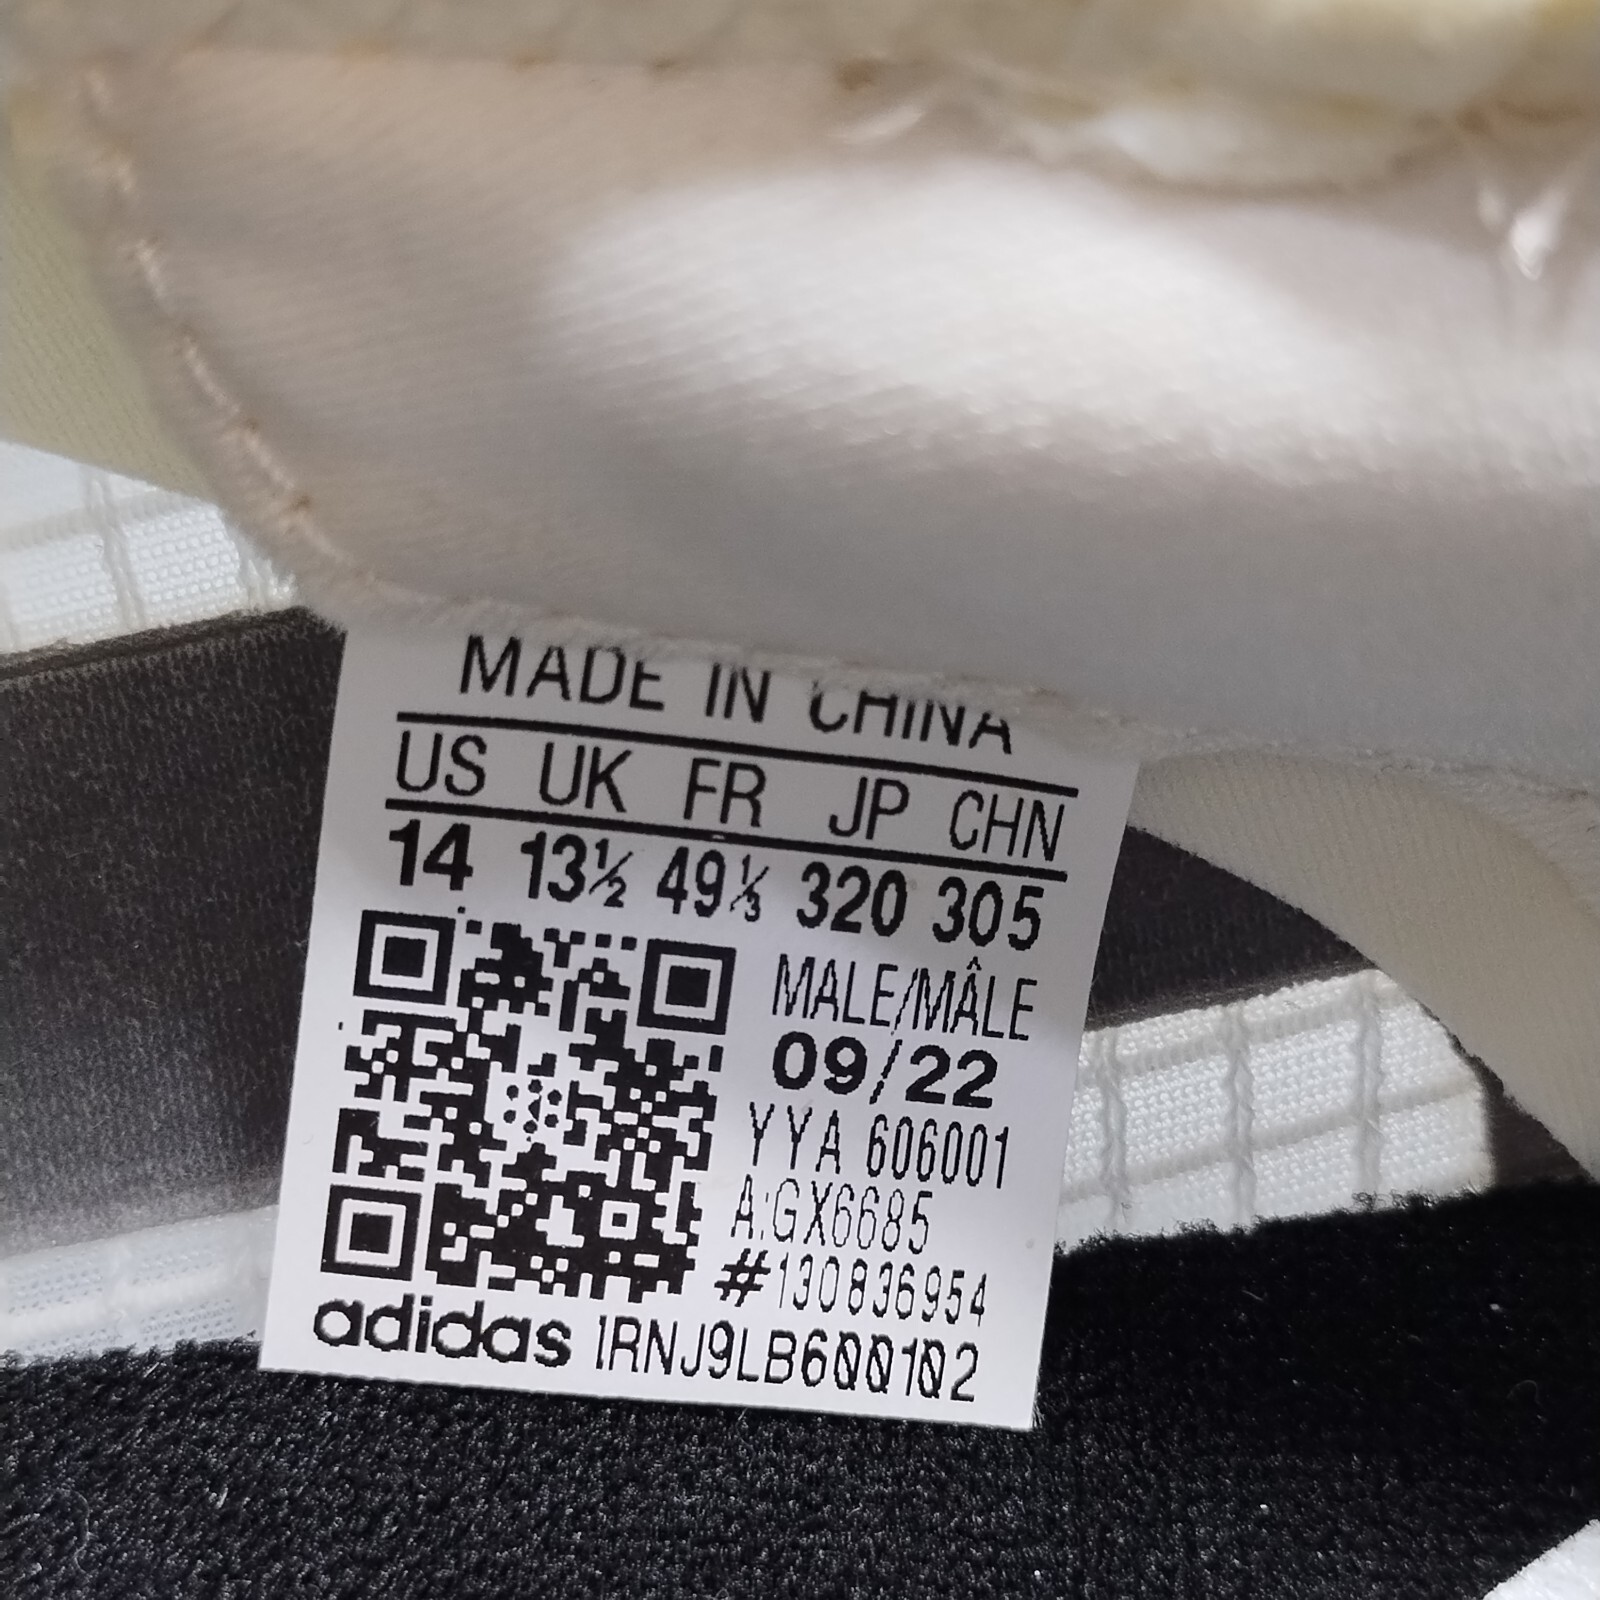 MADE IN CHINA
US UK FR JP CHN
14 13½ 49⅓ 320 305
MALE/MÂLE
09/22
YYA 606001
A:GX6685
#130836954
adidas 1RNJ9LB600102